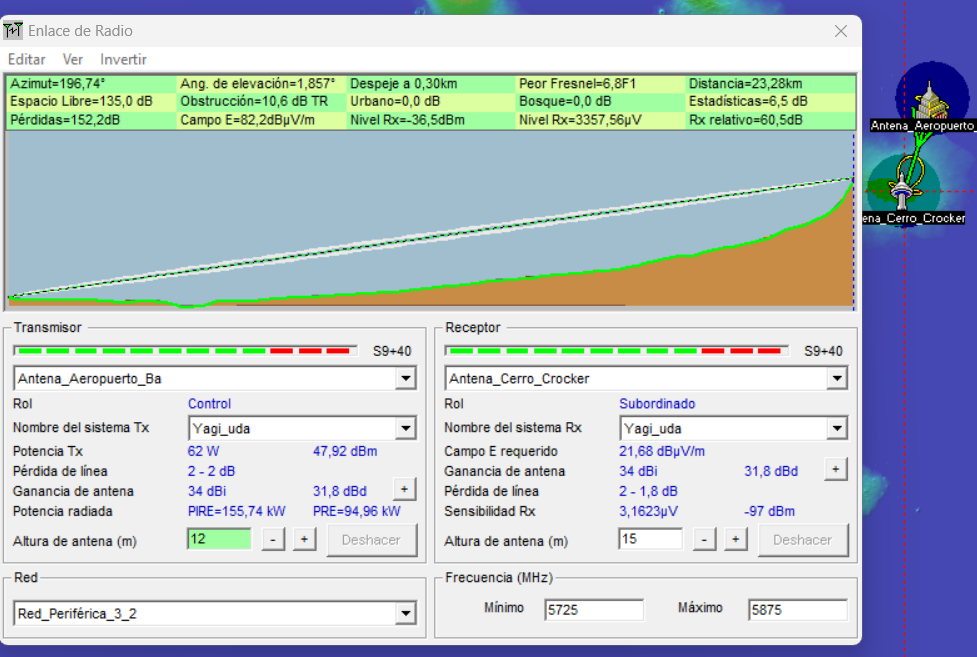 Enlace de Radio
Editar Ver Invertir
Azimut=196,74° Ang. de elevación=1,857° Despeje a 0,30km Peor Fresnel=6,8F1 Distancia=23,28km
Espacio Libre=135,0 dB Obstrucción=10,6 dB TR Urbano=0,0 dB Bosque=0,0 dB Estadísticas=6,5 dB
Pérdidas=152,2dB Campo E=82,2dBµV/m Nivel Rx=-36,5dBm Nivel Rx=3357,56µV Rx relativo=60,5dB
Antena_Aeropuerto_
ena_Cerro_Crocker
Transmisor
S9+40
Antena_Aeropuerto_Ba
Rol Control
Nombre del sistema Tx Yagi_uda
Potencia Tx 62 W 47,92 dBm
Pérdida de línea 2 - 2 dB
Ganancia de antena 34 dBi 31,8 dBd +
Potencia radiada PIRE=155,74 kW PRE=94,96 kW
Altura de antena (m) 12 - + Deshacer
Receptor
S9+40
Antena_Cerro_Crocker
Rol Subordinado
Nombre del sistema Rx Yagi_uda
Campo E requerido 21,68 dBµV/m
Ganancia de antena 34 dBi 31,8 dBd +
Pérdida de línea 2 - 1,8 dB
Sensibilidad Rx 3,1623µV -97 dBm
Altura de antena (m) 15 - + Deshacer
Red
Red_Periférica_3_2
Frecuencia (MHz)
Mínimo 5725 Máximo 5875